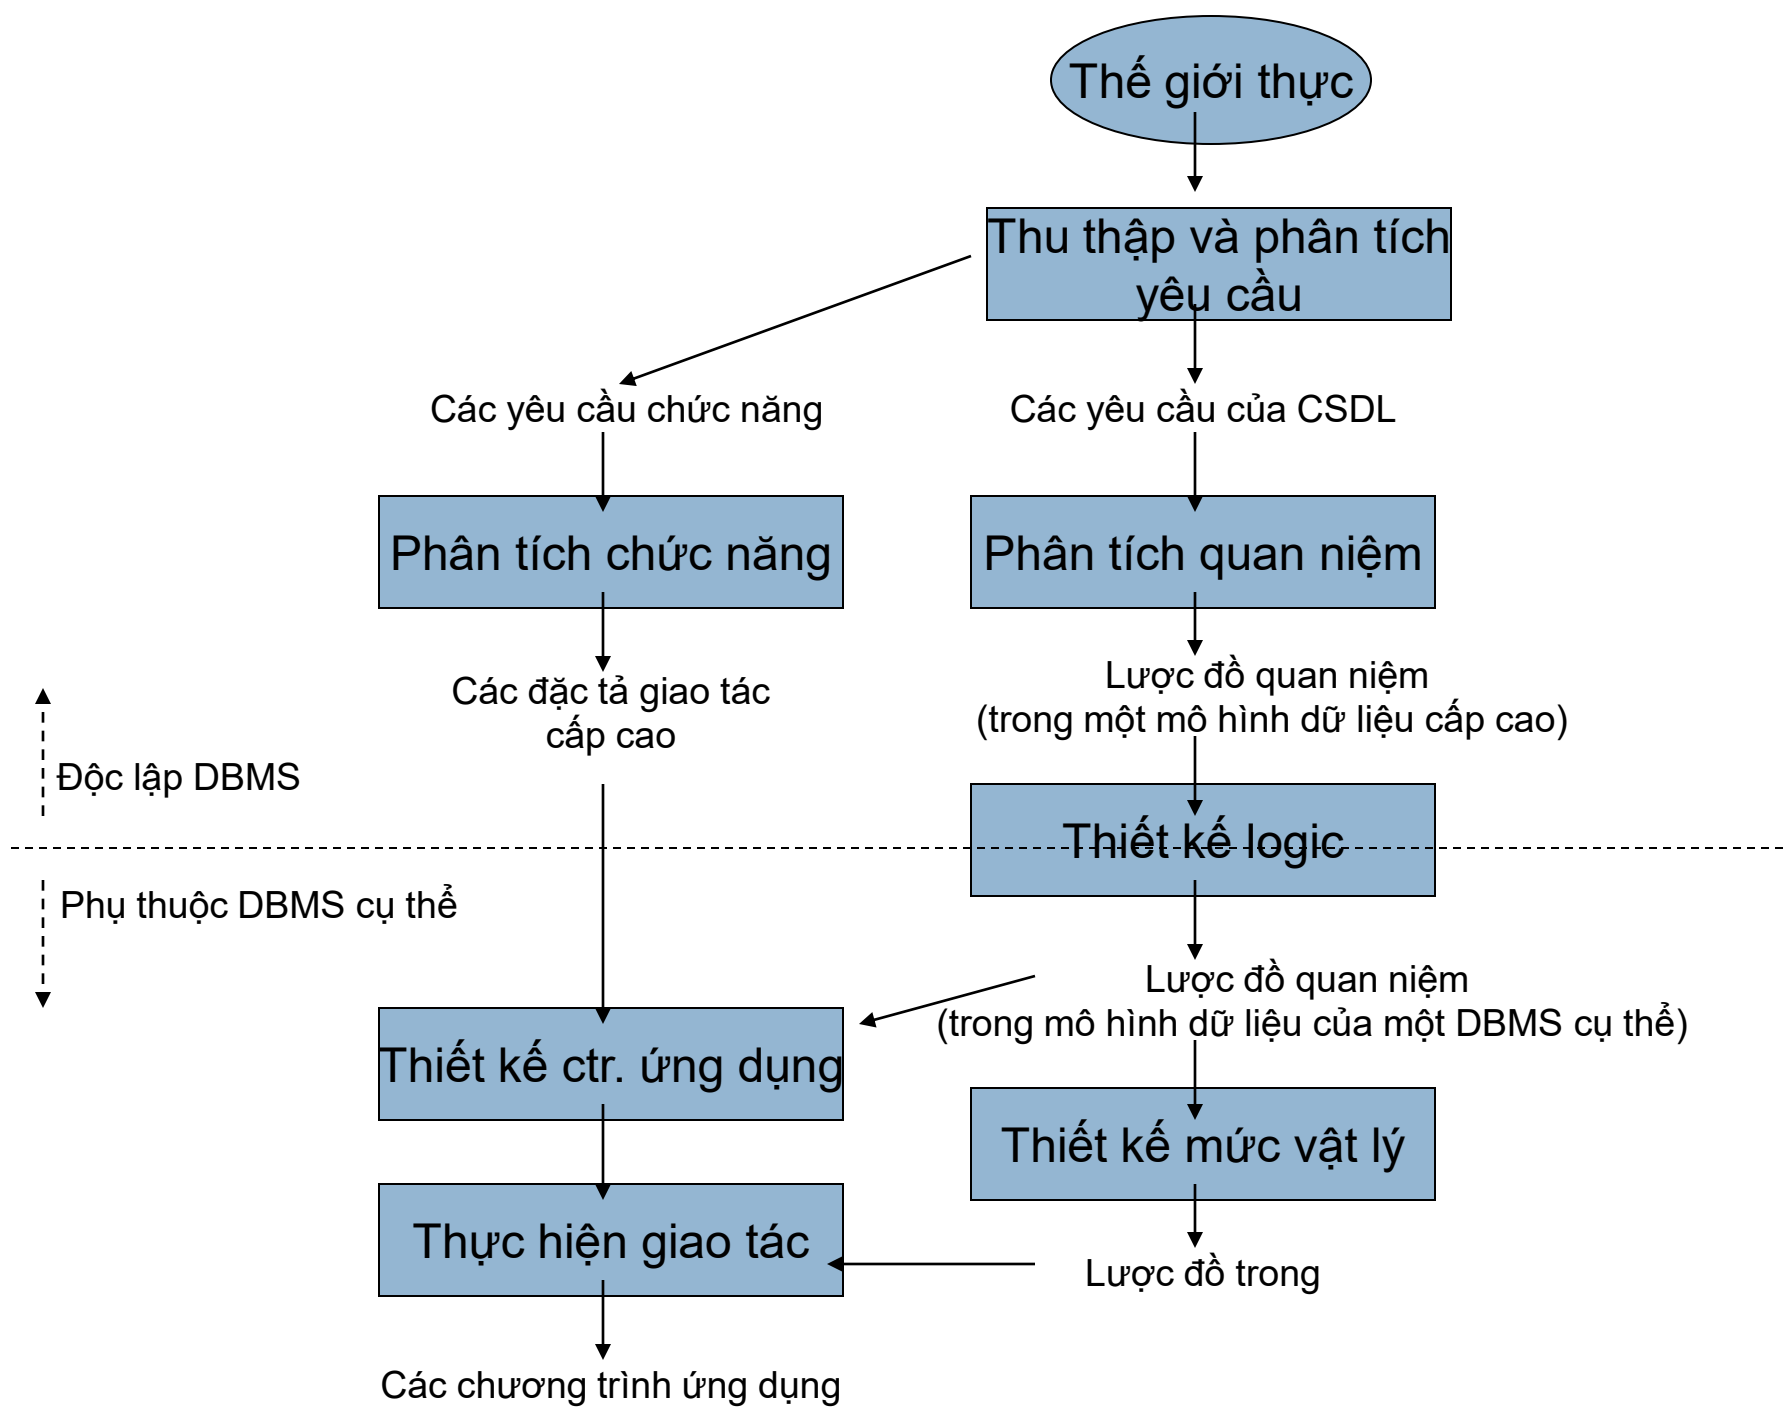 Thế giới thực
Thu thập và phân tích
yêu cầu
Các yêu cầu chức năng
Các yêu cầu của CSDL
Phân tích chức năng
Phân tích quan niệm
Các đặc tả giao tác
cấp cao
Lược đồ quan niệm
(trong một mô hình dữ liệu cấp cao)
Độc lập DBMS
Thiết kế logic
Phụ thuộc DBMS cụ thể
Lược đồ quan niệm
(trong mô hình dữ liệu của một DBMS cụ thể)
Thiết kế ctr. ứng dụng
Thiết kế mức vật lý
Thực hiện giao tác
Lược đồ trong
Các chương trình ứng dụng